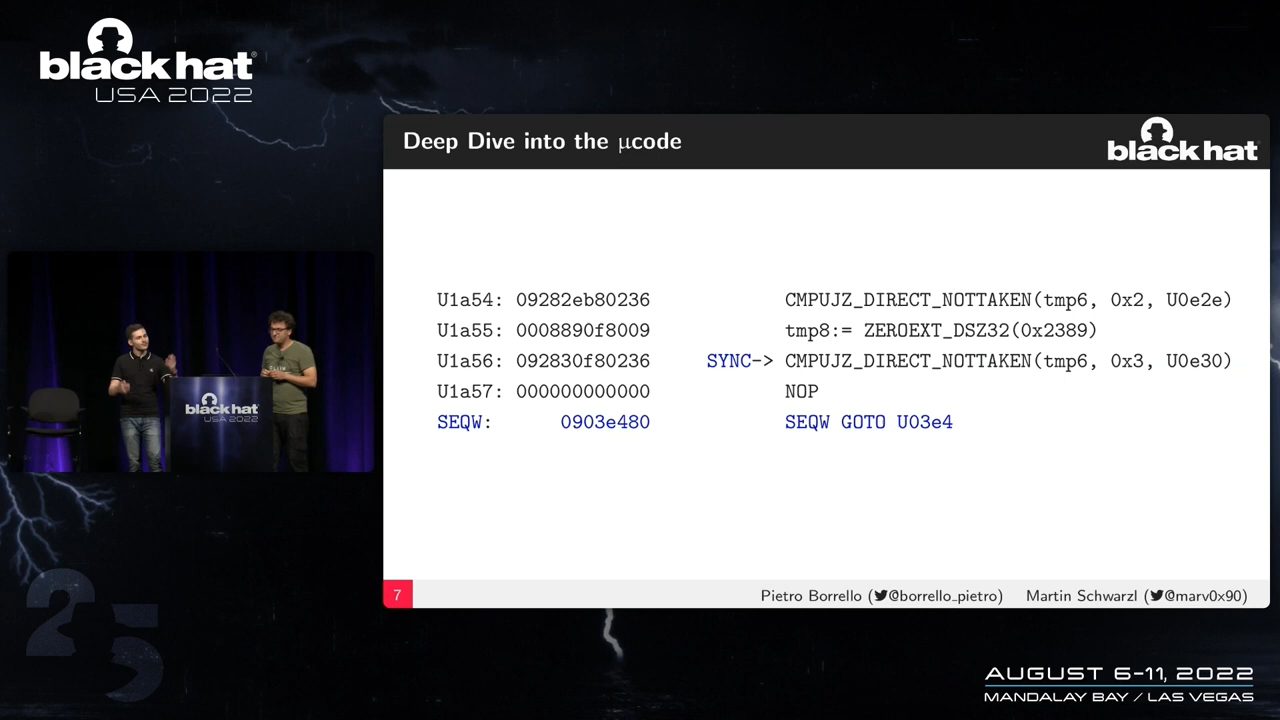 black hat®
USA 2022
Deep Dive into the µcode
black hat
U1a54: 09282eb80236 CMPUJZ_DIRECT_NOTTAKEN(tmp6, 0x2, U0e2e)
U1a55: 0008890f8009 tmp8:= ZEROEXT_DSZ32(0x2389)
U1a56: 092830f80236 SYNC-> CMPUJZ_DIRECT_NOTTAKEN(tmp6, 0x3, U0e30)
U1a57: 000000000000 NOP
SEQW: 0903e480 SEQW GOTO U03e4
black hat
USA 2022
7 Pietro Borrello (@borrello_pietro) Martin Schwarzl (@marv0x90)
25
AUGUST 6-11, 2022
MANDALAY BAY / LAS VEGAS